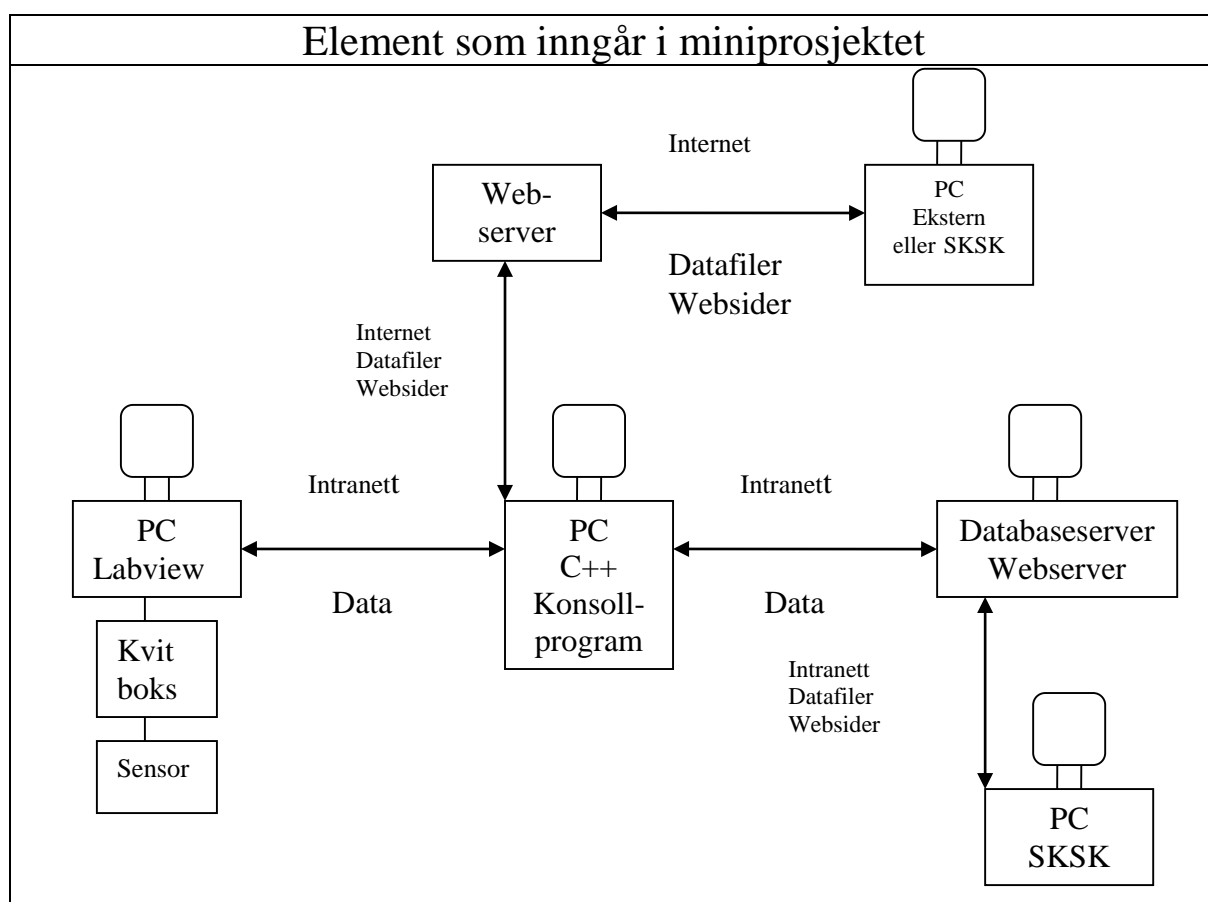 Element som inngår i miniprosjektet
Internet
Web-
server
PC
Ekstern
eller SKSK
Datafiler
Websider
Internet
Datafiler
Websider
Intranett
Intranett
PC
Labview
PC
C++
Konsoll-
program
Databaseserver
Webserver
Data
Data
Kvit
boks
Intranett
Datafiler
Websider
Sensor
PC
SKSK